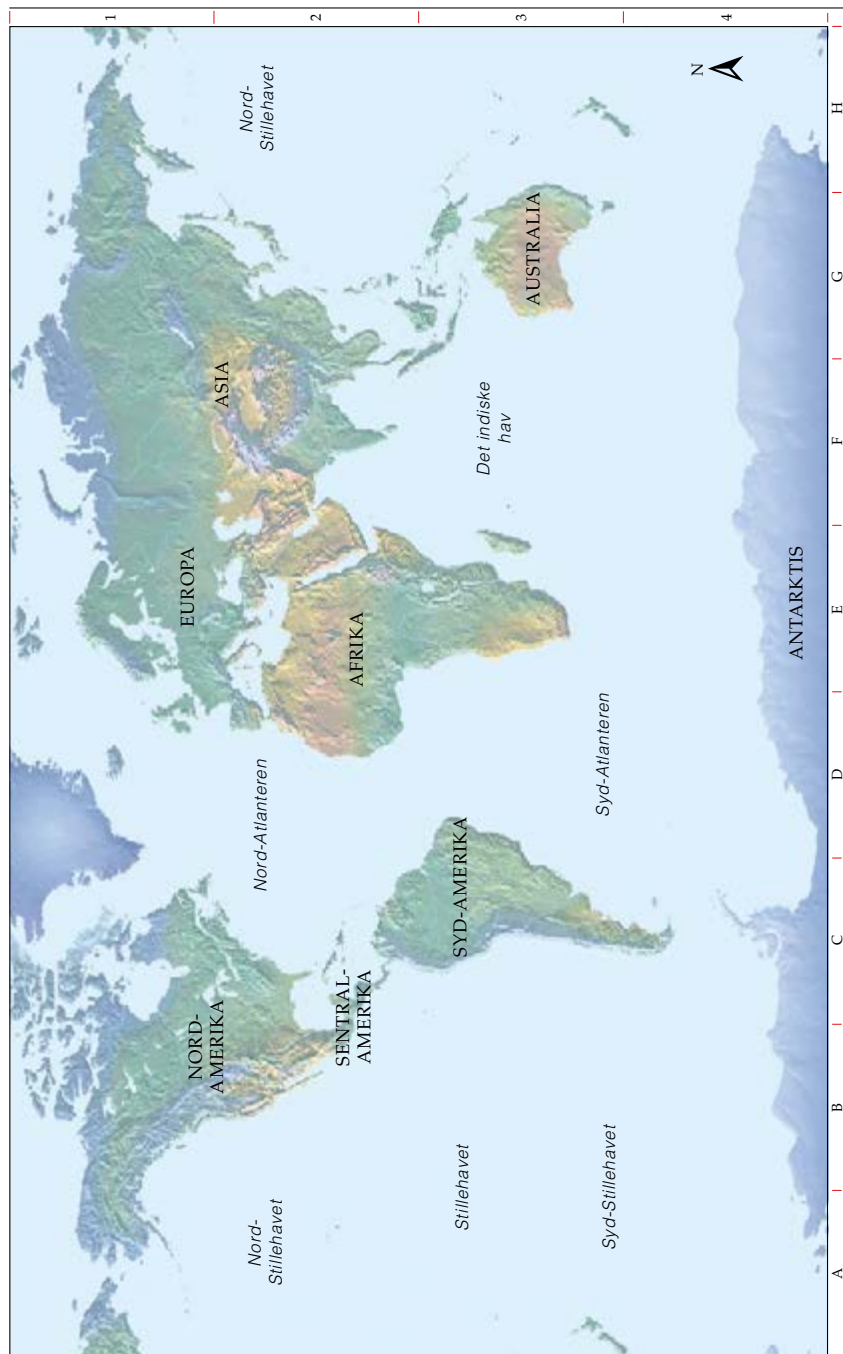 1
2
3
4
N
Nord-
Stillehavet
EUROPA
ASIA
NORD-
AMERIKA
Nord-Atlanteren
Nord-
Stillehavet
SENTRAL-
AMERIKA
AFRIKA
Stillehavet
SYD-AMERIKA
Det indiske
hav
AUSTRALIA
Syd-Stillehavet
Syd-Atlanteren
ANTARKTIS
A
B
C
D
E
F
G
H